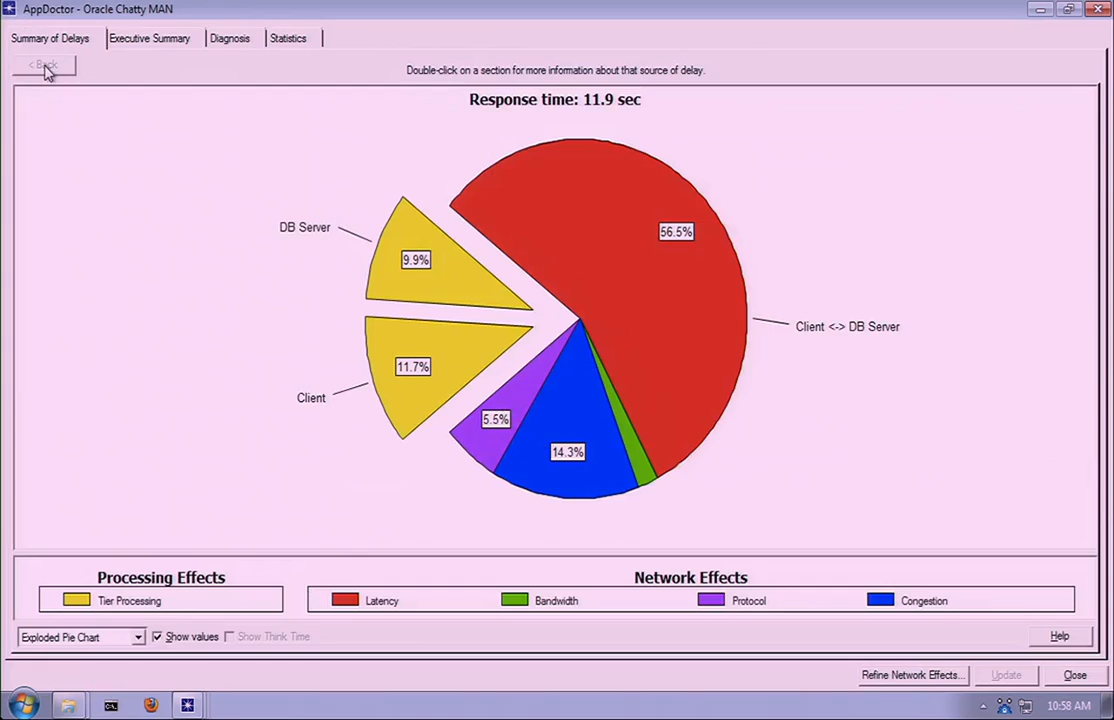 AppDoctor - Oracle Chatty MAN
Summary of Delays
Executive Summary
Diagnosis
Statistics
< Back
Double-click on a section for more information about that source of delay.
Response time: 11.9 sec
DB Server
9.9%
56.5%
Client <-> DB Server
11.7%
Client
5.5%
14.3%
Processing Effects
Network Effects
Tier Processing
Latency
Bandwidth
Protocol
Congestion
Exploded Pie Chart
Show values
Show Think Time
Help
Refine Network Effects...
Update
Close
10:58 AM